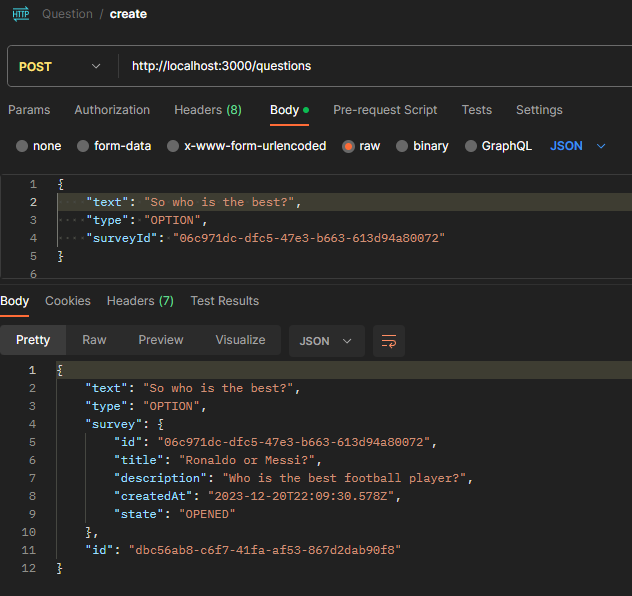 HTTP Question / create
POST http://localhost:3000/questions
Params Authorization Headers (8) Body Pre-request Script Tests Settings
none form-data x-www-form-urlencoded raw binary GraphQL JSON
1 {
2 "text": "So who is the best?",
3 "type": "OPTION",
4 "surveyId": "06c971dc-dfc5-47e3-b663-613d94a80072"
5 }
6
Body Cookies Headers (7) Test Results
Pretty Raw Preview Visualize JSON
1 {
2 "text": "So who is the best?",
3 "type": "OPTION",
4 "survey": {
5 "id": "06c971dc-dfc5-47e3-b663-613d94a80072",
6 "title": "Ronaldo or Messi?",
7 "description": "Who is the best football player?",
8 "createdAt": "2023-12-20T22:09:30.578Z",
9 "state": "OPENED"
10 },
11 "id": "dbc56ab8-c6f7-41fa-af53-867d2dab90f8"
12 }